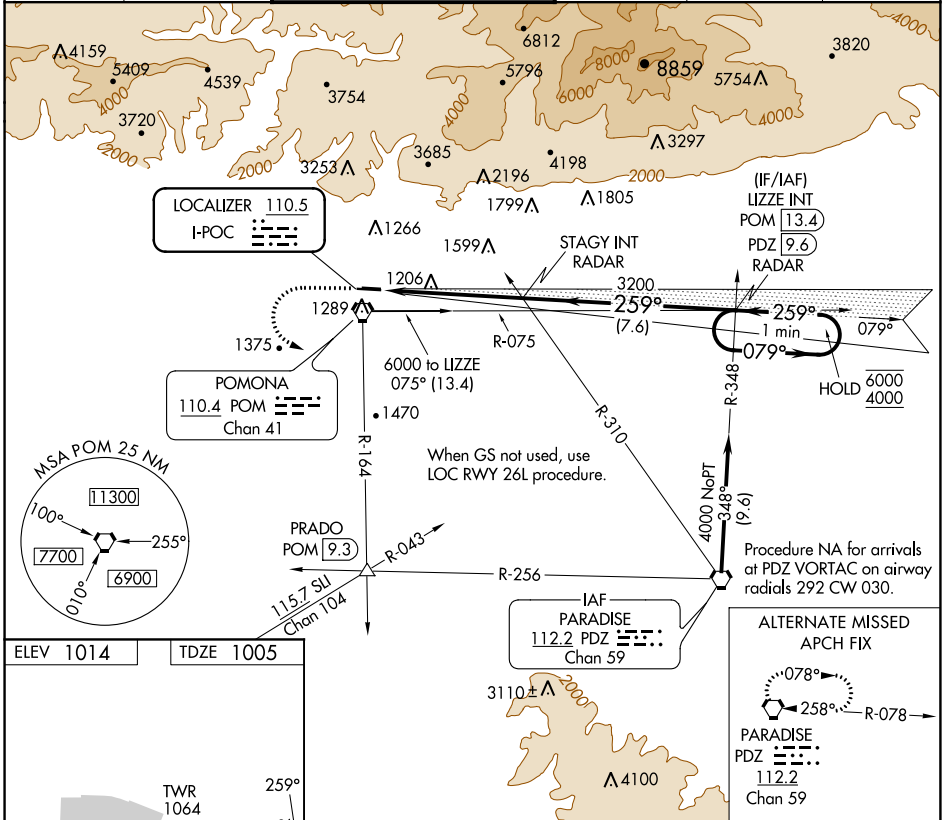 6812
4000
4159
5409
4539
4000
3754
5796
4000
8000
8859
6000
5754
3820
4000
3720
2000
2000
3253
3685
4198
3297
2000
2196
1799
1805
LOCALIZER 110.5
I-POC
1266
1599
STAGY INT
RADAR
(IF/IAF)
LIZZE INT
POM 13.4
PDZ 9.6
RADAR
1206
3200
1289
259°
(7.6)
259°
1 min
079°
079°
R-075
1375
6000 to LIZZE
075° (13.4)
HOLD 6000
4000
POMONA
110.4 POM
Chan 41
1470
R-348
R-310
R-164
When GS not used, use
LOC RWY 26L procedure.
MSA POM 25 NM
11300
100°
255°
7700
6900
010°
4000 NoPT
348°
(9.6)
PRADO
POM 9.3
R-043
R-256
115.7 SLI
Chan 104
Procedure NA for arrivals
at PDZ VORTAC on airway
radials 292 CW 030.
IAF
PARADISE
112.2 PDZ
Chan 59
ALTERNATE MISSED
APCH FIX
078°
258°
R-078
PARADISE
PDZ
112.2
Chan 59
ELEV 1014
TDZE 1005
3110±
2000
4100
TWR
1064
259°